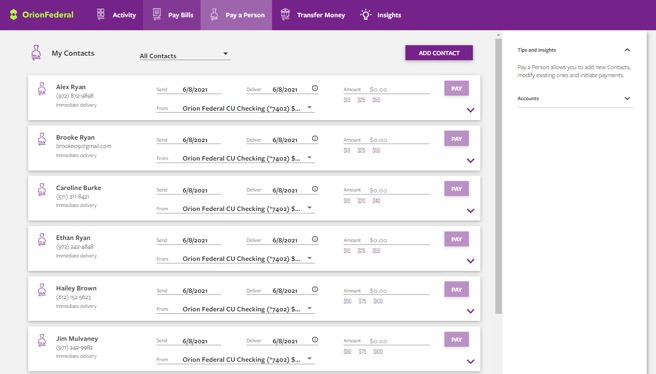 OrionFederal Activity Pay Bills Pay a Person Transfer Money Insights
My Contacts All Contacts ADD CONTACT
Alex Ryan
(972) 872-9898
Immediate delivery
Send 6/8/2021 Deliver 6/8/2021 Amount $0.00 PAY
From Orion Federal CU Checking (*7402) $...
Brooke Ryan
brookeop@gmail.com
Immediate delivery
Send 6/8/2021 Deliver 6/8/2021 Amount $0.00 PAY
$10 $25 $50
From Orion Federal CU Checking (*7402) $...
Caroline Burke
(571) 211-8421
Immediate delivery
Send 6/8/2021 Deliver 6/8/2021 Amount $0.00 PAY
From Orion Federal CU Checking (*7402) $...
Ethan Ryan
(972) 242-4848
Immediate delivery
Send 6/8/2021 Deliver 6/8/2021 Amount $0.00 PAY
$10 $25 $50
From Orion Federal CU Checking (*7402) $...
Hailey Brown
(812) 152-5623
Immediate delivery
Send 6/8/2021 Deliver 6/8/2021 Amount $0.00 PAY
$50 $75 $100
From Orion Federal CU Checking (*7402) $...
Jim Mulvaney
(971) 242-9982
Immediate delivery
Send 6/8/2021 Deliver 6/8/2021 Amount $0.00 PAY
$50 $75 $100
From Orion Federal CU Checking (*7402) $...
Tips and Insights
Pay a Person allows you to add new Contacts,
modify existing ones and initiate payments.
Accounts